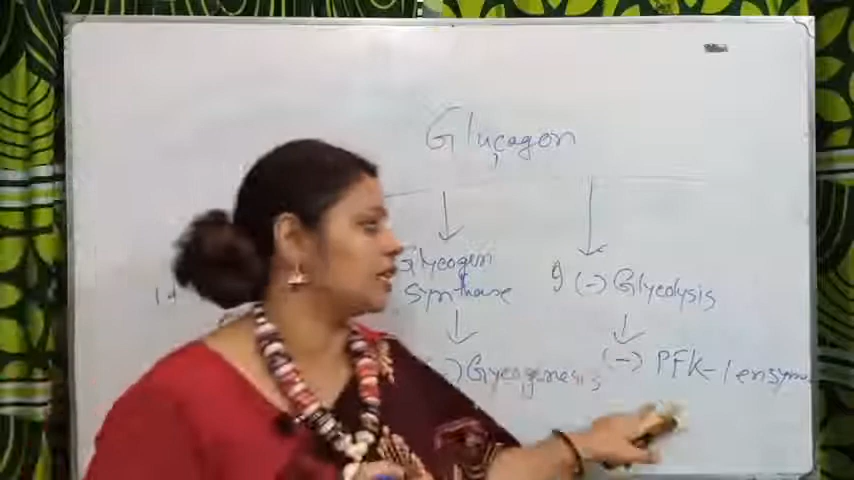 Glucagon
Glycogen
Synthase
(-) Glycolysis
-) Glycogenesis
(-) PFK-1 enzyme